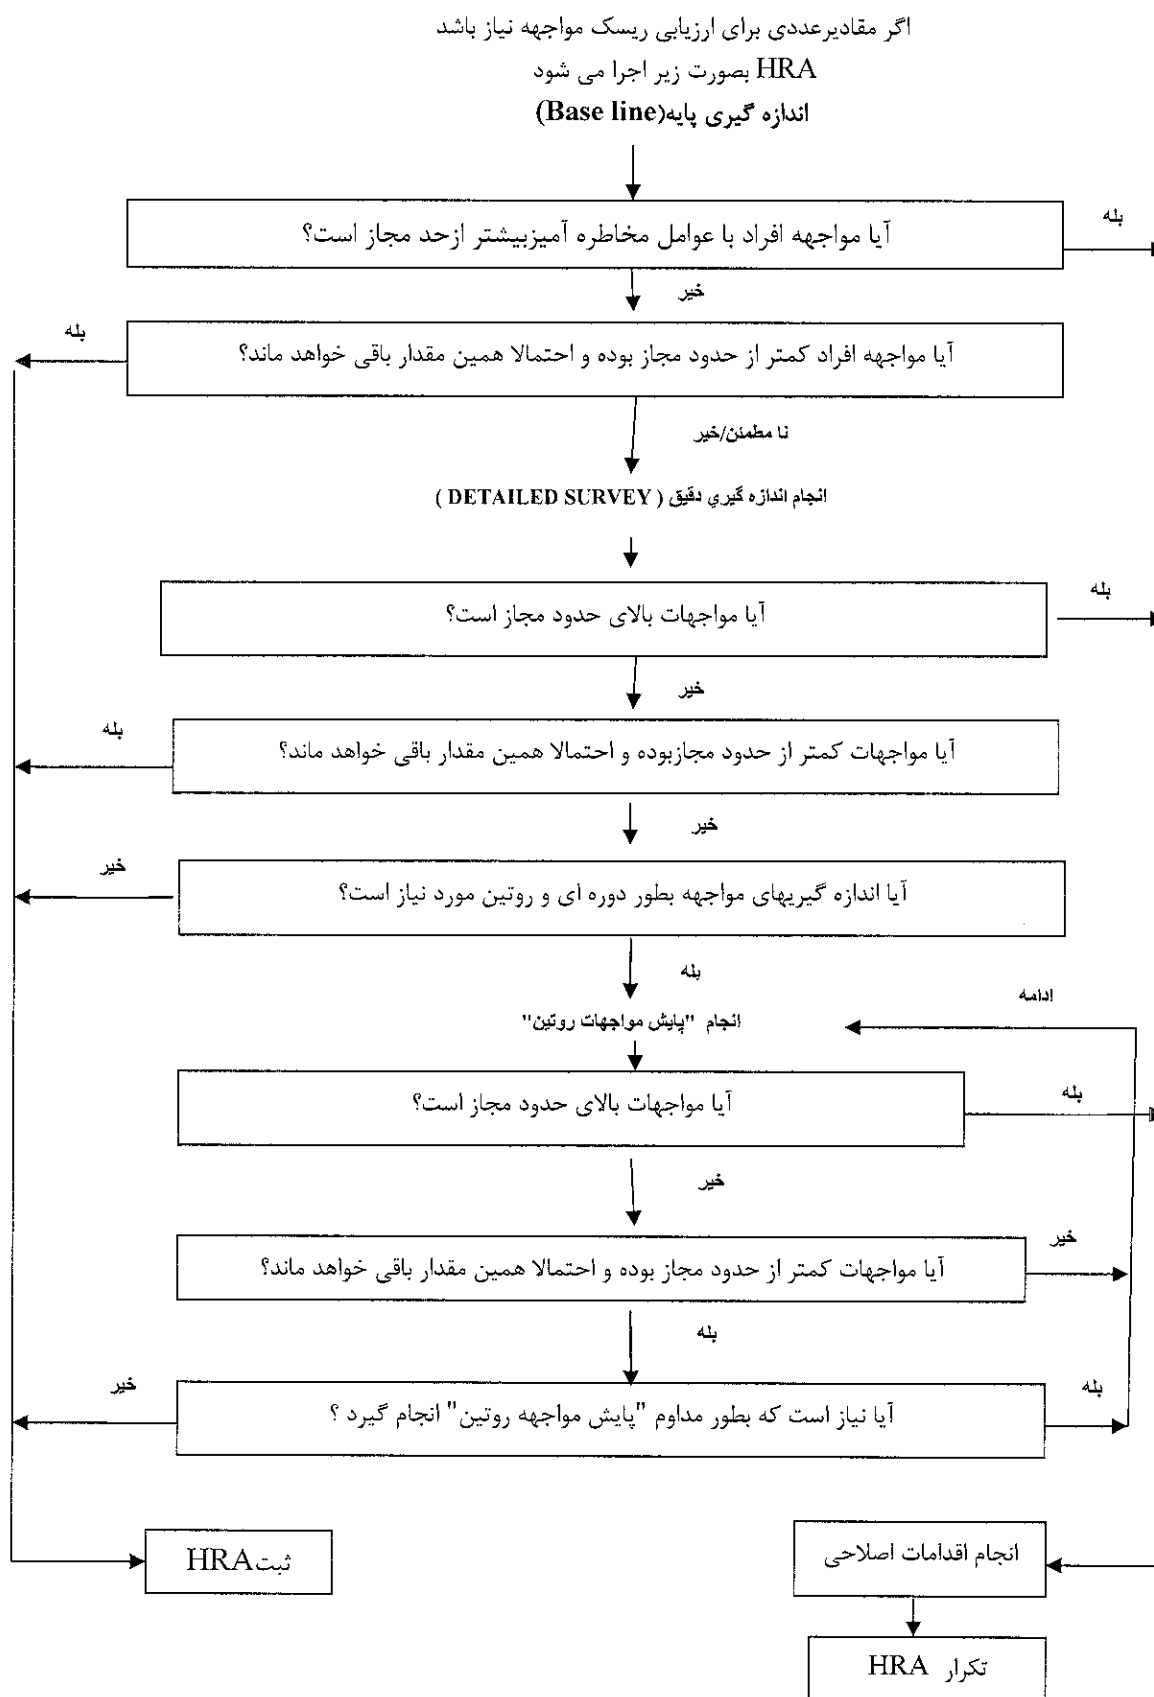 اگر مقادیرعددی برای ارزیابی ریسک مواجهه نیاز باشد
HRA بصورت زیر اجرا می شود
اندازه گیری پایه(Base line)
بله
آیا مواجهه افراد با عوامل مخاطره آمیزبیشتر ازحد مجاز است؟
خیر
بله
آیا مواجهه افراد کمتر از حدود مجاز بوده و احتمالا همین مقدار باقی خواهد ماند؟
نا مطمئن/خیر
انجام اندازه گیري دقیق ( DETAILED SURVEY )
بله
آیا مواجهات بالای حدود مجاز است؟
خیر
بله
آیا مواجهات کمتر از حدود مجازبوده و احتمالا همین مقدار باقی خواهد ماند؟
خیر
خیر
آیا اندازه گیریهای مواجهه بطور دوره ای و روتین مورد نیاز است؟
بله
ادامه
انجام "پایش مواجهات روتین"
آیا مواجهات بالای حدود مجاز است؟
بله
خیر
خیر
آیا مواجهات کمتر از حدود مجاز بوده و احتمالا همین مقدار باقی خواهد ماند؟
بله
بله
خیر
آیا نیاز است که بطور مداوم "پایش مواجهه روتین" انجام گیرد ؟
انجام اقدامات اصلاحی
ثبتHRA
تکرار HRA